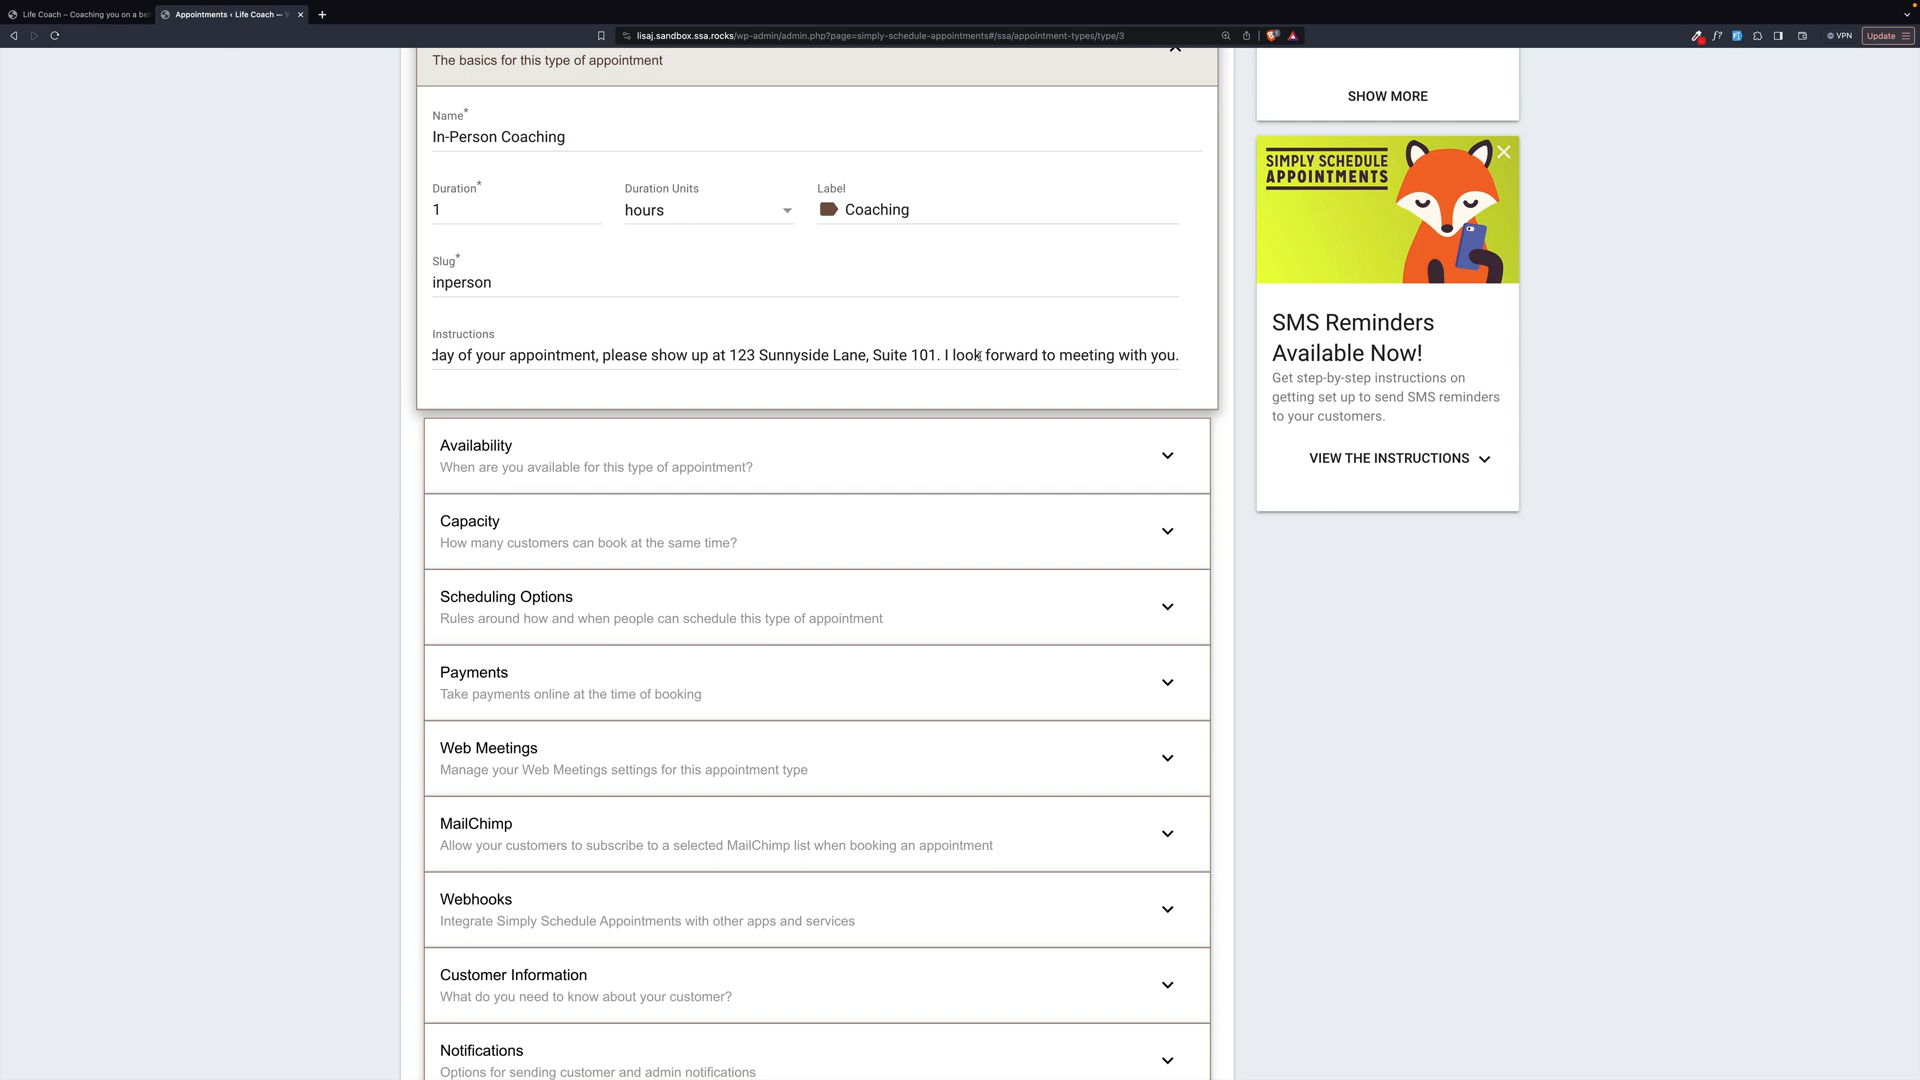 Life Coach – Coaching you on a be
Appointments ‹ Life Coach —
lisaj.sandbox.ssa.rocks/wp-admin/admin.php?page=simply-schedule-appointments#/ssa/appointment-types/type/3
VPN
Update
The basics for this type of appointment
Name*
In-Person Coaching
Duration*
1
Duration Units
hours
Label
Coaching
Slug*
inperson
Instructions
day of your appointment, please show up at 123 Sunnyside Lane, Suite 101. I look forward to meeting with you.
Availability
When are you available for this type of appointment?
Capacity
How many customers can book at the same time?
Scheduling Options
Rules around how and when people can schedule this type of appointment
Payments
Take payments online at the time of booking
Web Meetings
Manage your Web Meetings settings for this appointment type
MailChimp
Allow your customers to subscribe to a selected MailChimp list when booking an appointment
Webhooks
Integrate Simply Schedule Appointments with other apps and services
Customer Information
What do you need to know about your customer?
Notifications
Options for sending customer and admin notifications
SHOW MORE
SIMPLY SCHEDULE
APPOINTMENTS
SMS Reminders
Available Now!
Get step-by-step instructions on
getting set up to send SMS reminders
to your customers.
VIEW THE INSTRUCTIONS